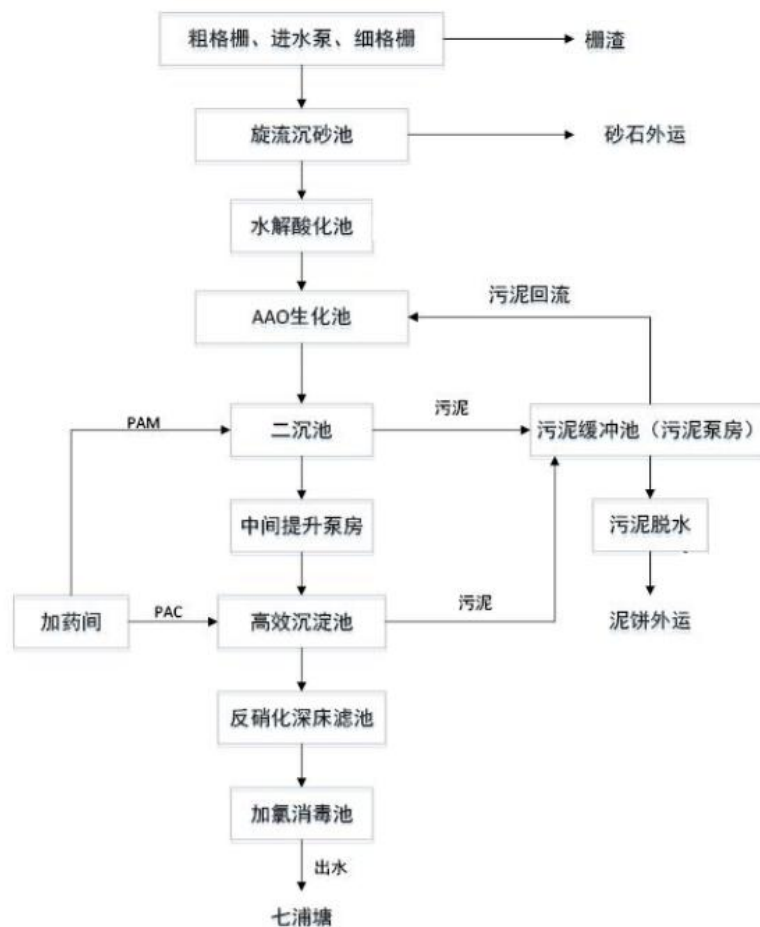 粗格栅、进水泵、细格栅
栅渣
旋流沉砂池
砂石外运
水解酸化池
污泥回流
AAO生化池
PAM
二沉池
污泥
污泥缓冲池（污泥泵房）
中间提升泵房
污泥脱水
加药间
PAC
高效沉淀池
污泥
泥饼外运
反硝化深床滤池
加氯消毒池
出水
七浦塘